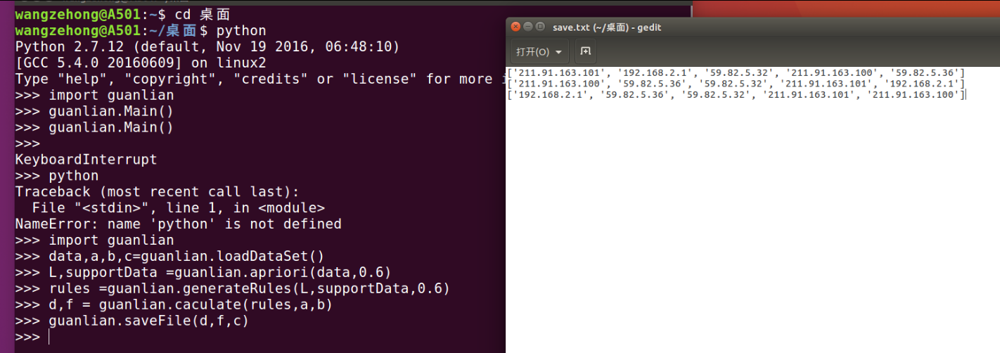 wangzehong@A501:~$ cd 桌面
wangzehong@A501:~/桌面$ python
Python 2.7.12 (default, Nov 19 2016, 06:48:10)
[GCC 5.4.0 20160609] on linux2
Type "help", "copyright", "credits" or "license" for more
>>> import guanlian
>>> guanlian.Main()
>>> guanlian.Main()
>>>
KeyboardInterrupt
>>> python
Traceback (most recent call last):
  File "<stdin>", line 1, in <module>
NameError: name 'python' is not defined
>>> import guanlian
>>> data,a,b,c=guanlian.loadDataSet()
>>> L,supportData =guanlian.apriori(data,0.6)
>>> rules =guanlian.generateRules(L,supportData,0.6)
>>> d,f = guanlian.caculate(rules,a,b)
>>> guanlian.saveFile(d,f,c)
>>>
save.txt (~/桌面) - gedit
打开(O)
['211.91.163.101', '192.168.2.1', '59.82.5.32', '211.91.163.100', '59.82.5.36']
['211.91.163.100', '59.82.5.36', '59.82.5.32', '211.91.163.101', '192.168.2.1']
['192.168.2.1', '59.82.5.36', '59.82.5.32', '211.91.163.101', '211.91.163.100']